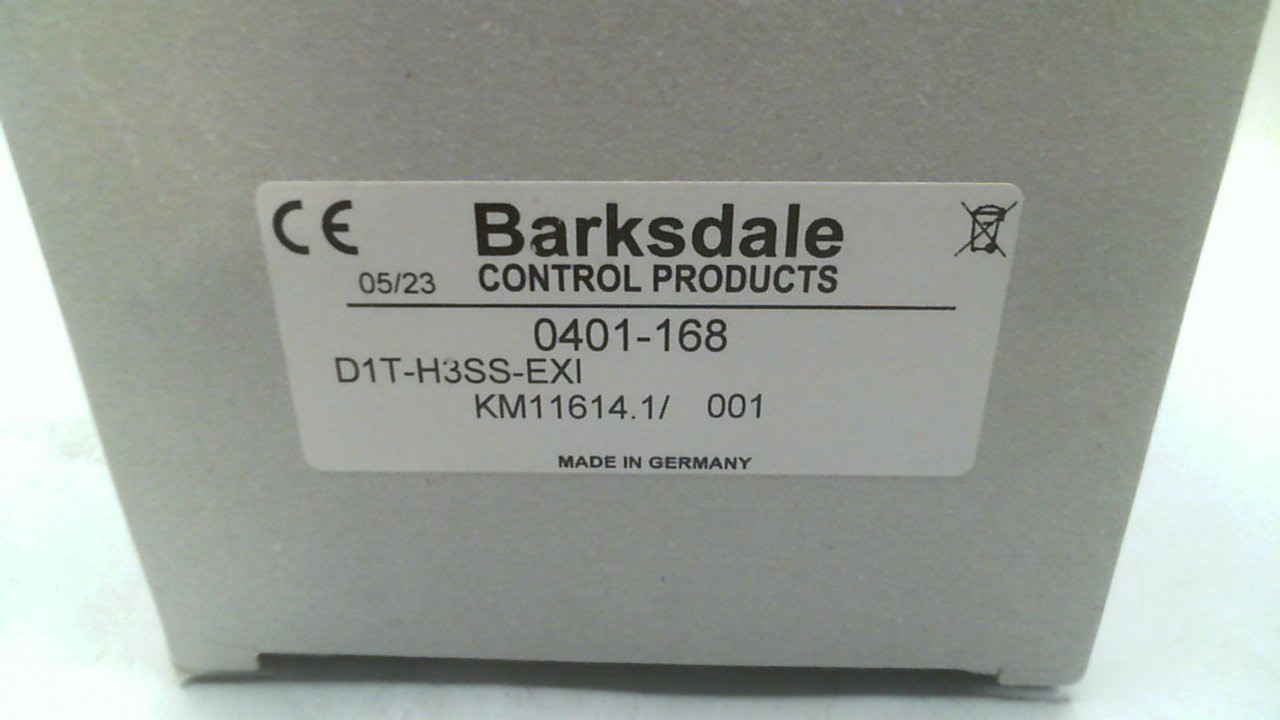 CE
Barksdale
05/23
CONTROL PRODUCTS
0401-168
D1T-H3SS-EXI
KM11614.1/ 001
MADE IN GERMANY